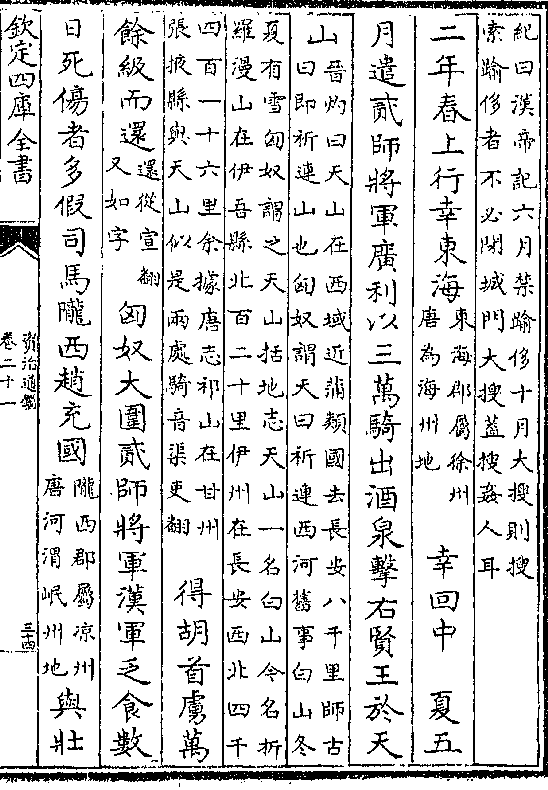 紀曰漢帝記六月禁踰侈十月大搜則搜
索踰侈者不必閉城門大搜蓋搜姦人耳
二年春上行幸東海東海郡屬徐州唐為海州地 幸回中 夏五
月遣貳師將軍廣利以三萬騎出酒泉擊右賢王於天
山晉灼曰天山在西域近蒲類國去長安八千里師古
曰即祈連山也匈奴謂天曰祈連西河舊事白山冬
夏有雪匈奴謂之天山括地志天山一名白山今名折
羅漫山在伊吾縣北百二十里伊州在長安西北四千
四百一十六里余據唐志祁山在甘州
張掖縣與天山似是兩處騎音渠吏翻 得胡首虜萬
餘級而還還從宣翻又如字 匈奴大圍貳師將軍漢軍乏食數
日死傷者多假司馬隴西趙充國隴西郡屬凉州唐河渭岷州地與壯
欽定四庫全書
資治通鑑
卷二十一
三十四